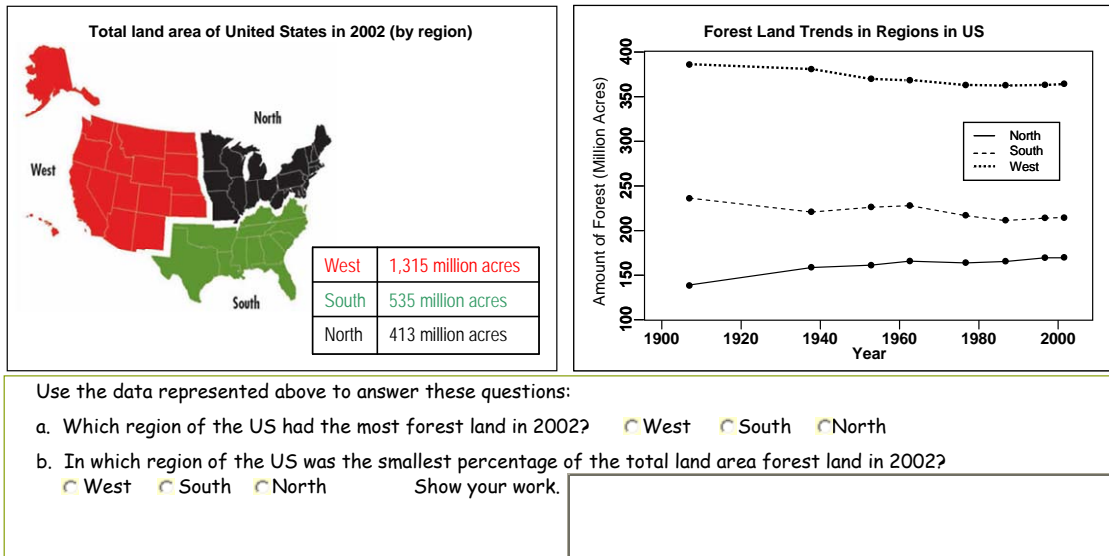 Total land area of United States in 2002 (by region)
North
West
South
West 1,315 million acres
South 535 million acres
North 413 million acres
Forest Land Trends in Regions in US
Amount of Forest (Million Acres)
400
350
300
250
200
150
100
North
South
West
1900 1920 1940 1960 1980 2000
Year
Use the data represented above to answer these questions:
a. Which region of the US had the most forest land in 2002? West South North
b. In which region of the US was the smallest percentage of the total land area forest land in 2002?
West South North Show your work.